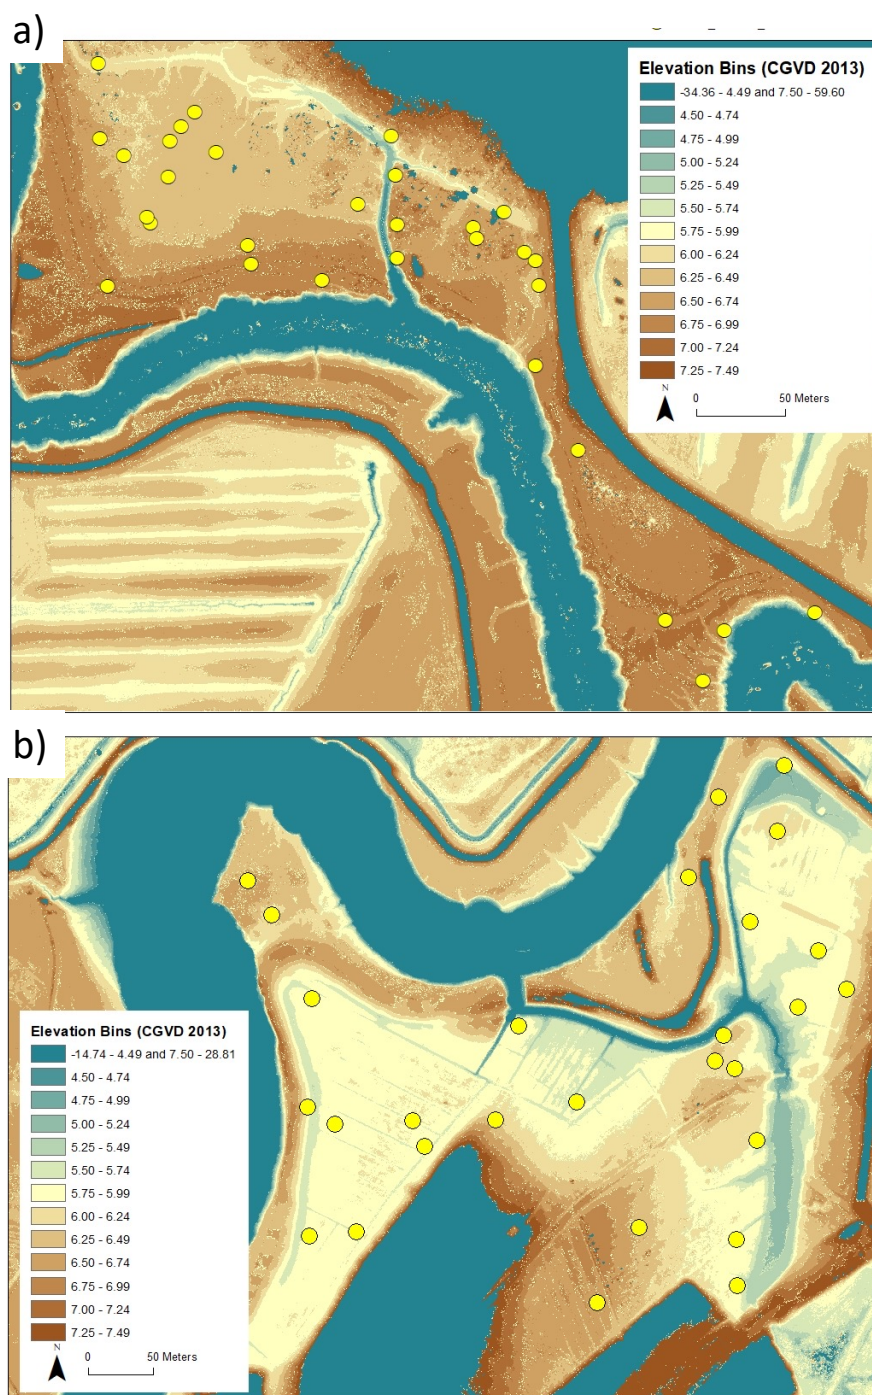 a)
Elevation Bins (CGVD 2013)
-34.36 - 4.49 and 7.50 - 59.60
4.50 - 4.74
4.75 - 4.99
5.00 - 5.24
5.25 - 5.49
5.50 - 5.74
5.75 - 5.99
6.00 - 6.24
6.25 - 6.49
6.50 - 6.74
6.75 - 6.99
7.00 - 7.24
7.25 - 7.49
N
0 50 Meters
b)
Elevation Bins (CGVD 2013)
-14.74 - 4.49 and 7.50 - 28.81
4.50 - 4.74
4.75 - 4.99
5.00 - 5.24
5.25 - 5.49
5.50 - 5.74
5.75 - 5.99
6.00 - 6.24
6.25 - 6.49
6.50 - 6.74
6.75 - 6.99
7.00 - 7.24
7.25 - 7.49
N
0 50 Meters